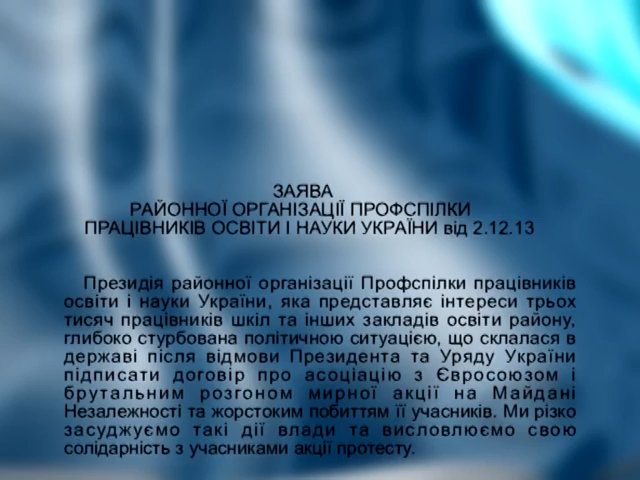 ЗАЯВА
РАЙОННОЇ ОРГАНІЗАЦІЇ ПРОФСПІЛКИ
ПРАЦІВНИКІВ ОСВІТИ І НАУКИ УКРАЇНИ від 2.12.13
Президія районної організації Профспілки працівників
освіти і науки України, яка представляє інтереси трьох
тисяч працівників шкіл та інших закладів освіти району,
глибоко стурбована політичною ситуацією, що склалася в
державі після відмови Президента та Уряду України
підписати договір про асоціацію з Євросоюзом і
брутальним розгоном мирної акції на Майдані
Незалежності та жорстоким побиттям її учасників. Ми різко
засуджуємо такі дії влади та висловлюємо свою
солідарність з учасниками акції протесту.